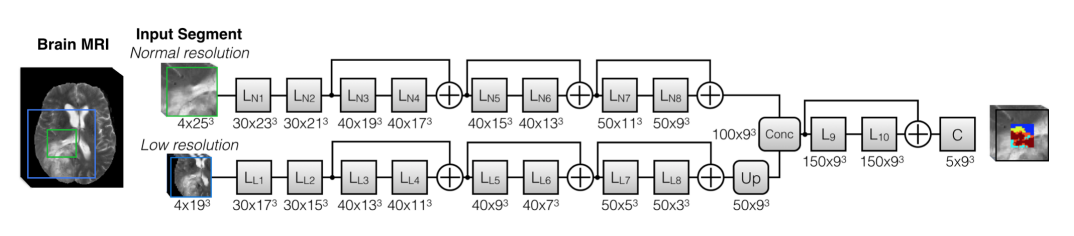 Brain MRI
Input Segment
Normal resolution
L_N1 L_N2 L_N3 L_N4 L_N5 L_N6 L_N7 L_N8
4x25³ 30x23³ 30x21³ 40x19³ 40x17³ 40x15³ 40x13³ 50x11³ 50x9³
100x9³ Conc L₉ L₁₀ C
150x9³ 150x9³ 5x9³
Low resolution
L_L1 L_L2 L_L3 L_L4 L_L5 L_L6 L_L7 L_L8 Up
4x19³ 30x17³ 30x15³ 40x13³ 40x11³ 40x9³ 40x7³ 50x5³ 50x3³ 50x9³